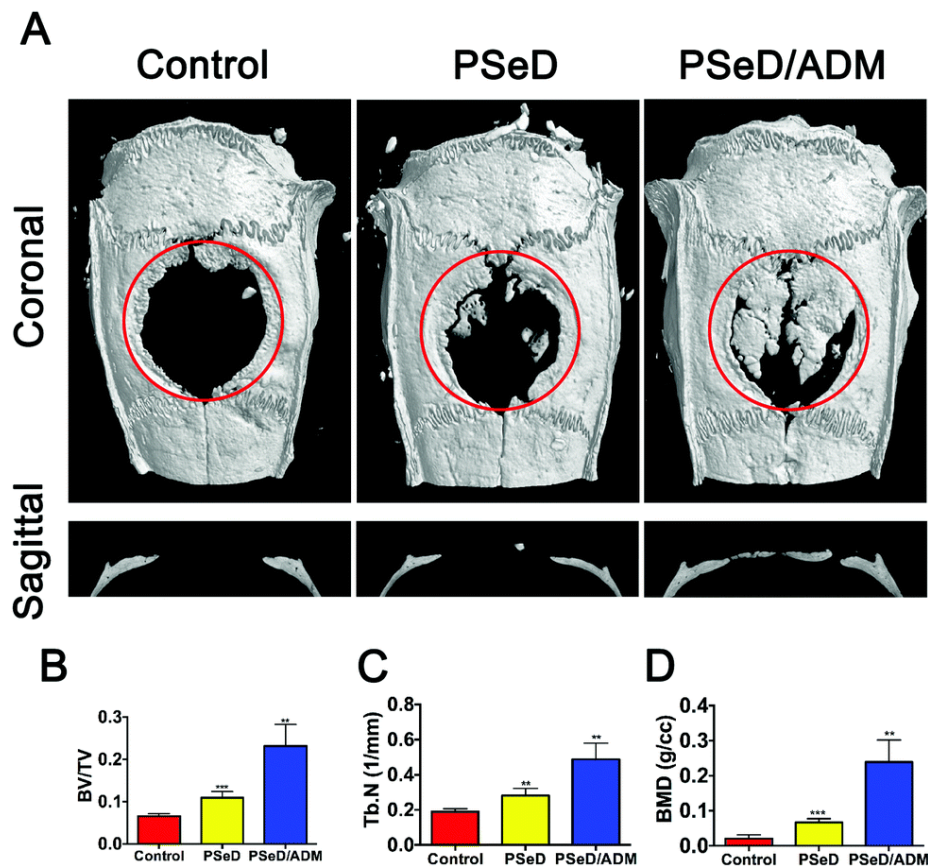 A
Control
PSeD
PSeD/ADM
Coronal
Sagittal
B
BV/TV
0.3
0.2
0.1
0.0
**
***
Control
PSeD
PSeD/ADM
C
Tb.N (1/mm)
0.8
0.6
0.4
0.2
0.0
**
**
Control
PSeD
PSeD/ADM
D
BMD (g/cc)
0.4
0.3
0.2
0.1
0.0
**
***
Control
PSeD
PSeD/ADM